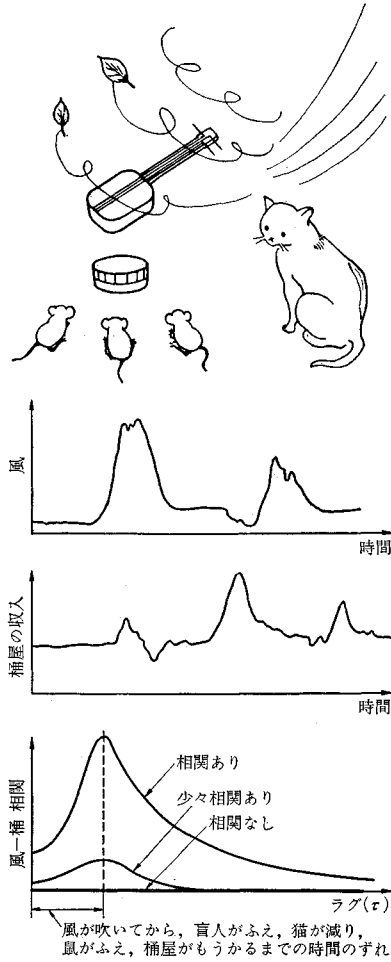 風
時間
桶屋の収入
時間
風－桶 相関
相関あり
少々相関あり
相関なし
ラグ(τ)
風が吹いてから，盲人がふえ，猫が減り，
鼠がふえ，桶屋がもうかるまでの時間のずれ